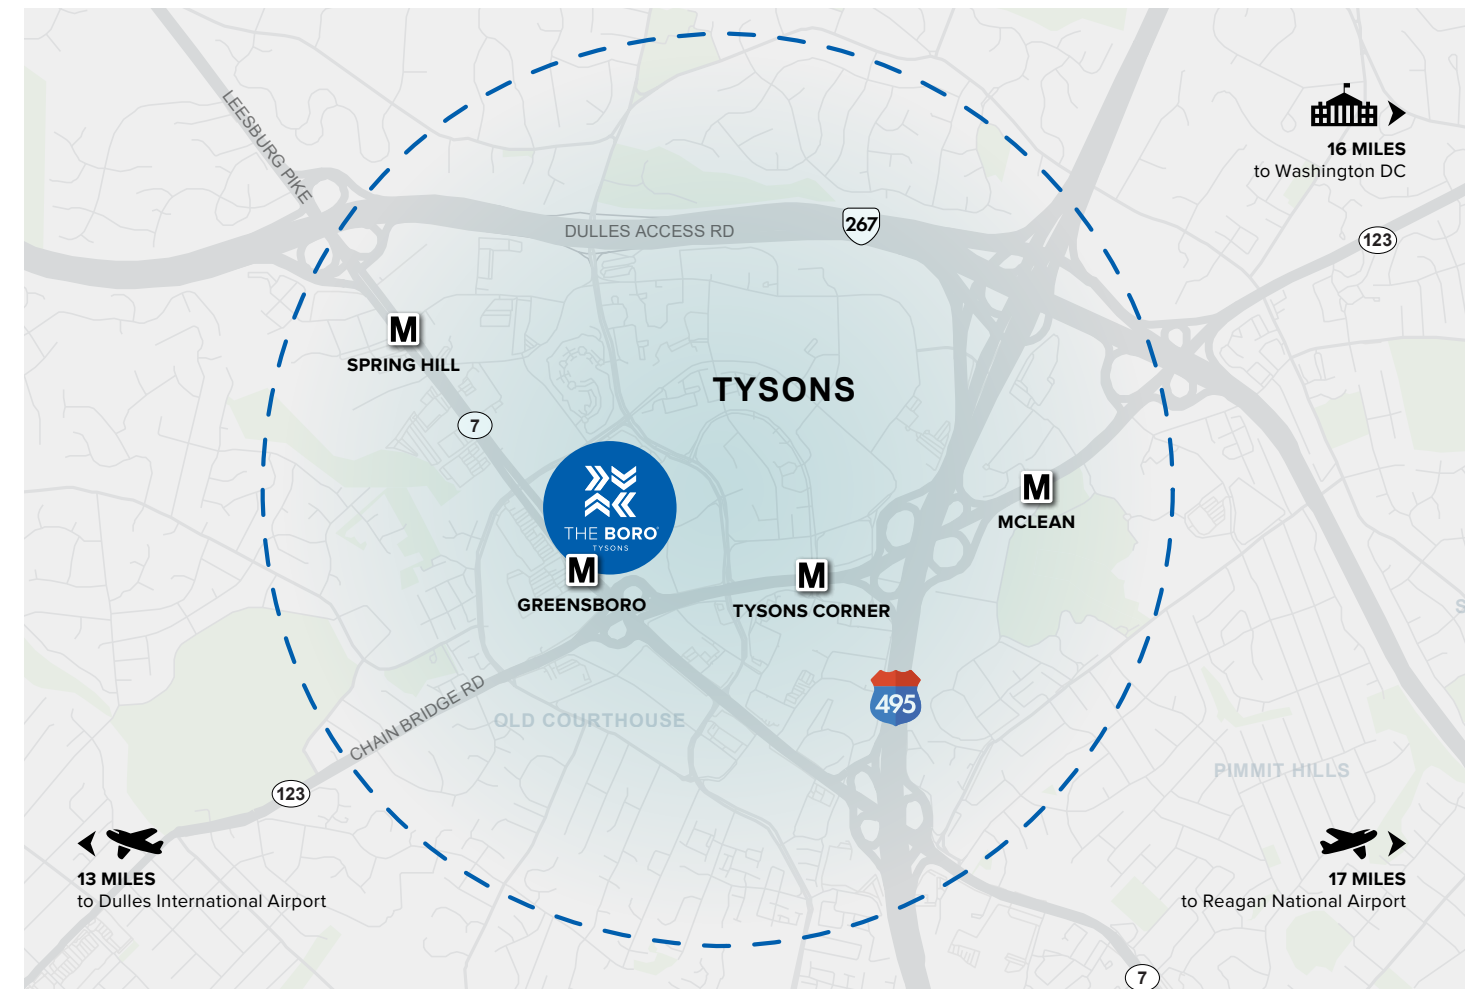 LEESBURG PIKE
16 MILES
to Washington DC
DULLES ACCESS RD
267
123
M
SPRING HILL
TYSONS
7
THE BORO
TYSONS
M
MCLEAN
M
GREENSBORO
M
TYSONS CORNER
495
CHAIN BRIDGE RD
OLD COURTHOUSE
PIMMIT HILLS
123
13 MILES
to Dulles International Airport
17 MILES
to Reagan National Airport
7